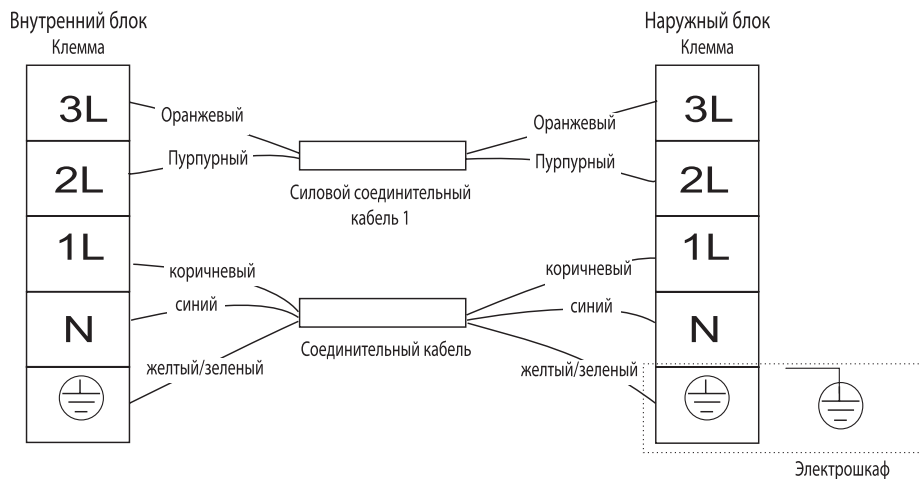 Внутренний блок
Клемма
Наружный блок
Клемма
3L
Оранжевый
Оранжевый
3L
2L
Пурпурный
Пурпурный
2L
Силовой соединительный
кабель 1
1L
коричневый
коричневый
1L
N
синий
синий
N
Соединительный кабель
желтый/зеленый
желтый/зеленый
Электрошкаф